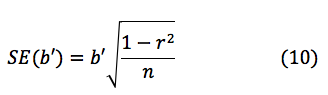 SE(b′) = b′ √((1 − r²)/n) (10)